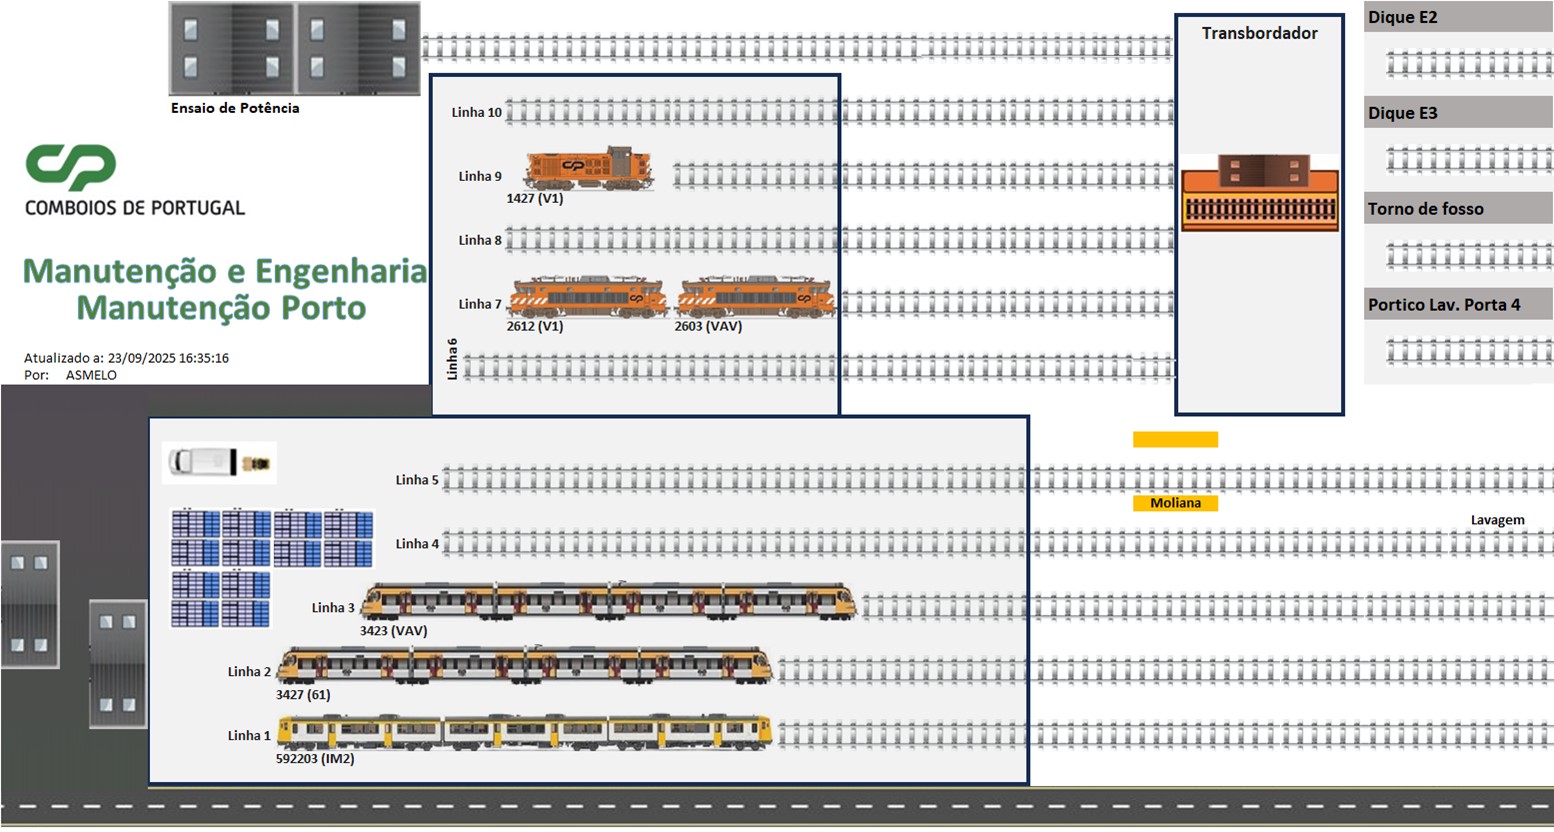 Ensaio de Potência
CP
COMBOIOS DE PORTUGAL
Manutenção e Engenharia
Manutenção Porto
Atualizado a: 23/09/2025 16:35:16
Por: ASMELO
Linha 10
Linha 9
1427 (V1)
Linha 8
Linha 7
2612 (V1)
2603 (VAV)
Linha6
Transbordador
Dique E2
Dique E3
Torno de fosso
Portico Lav. Porta 4
Linha 5
Moliana
Lavagem
Linha 4
Linha 3
3423 (VAV)
Linha 2
3427 (61)
Linha 1
592203 (IM2)